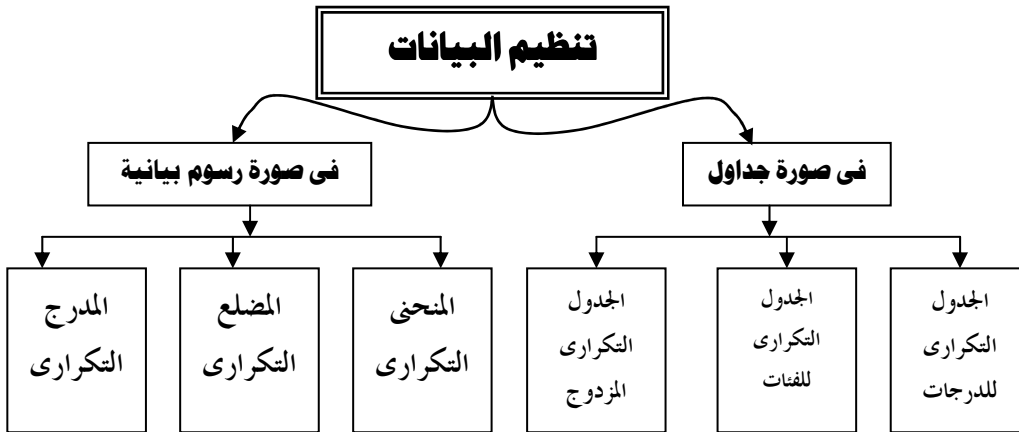 تنظيم البيانات
فى صورة جداول
فى صورة رسوم بيانية
الجدول
التكرارى
للدرجات
الجدول
التكرارى
للفئات
الجدول
التكرارى
المزدوج
المنحنى
التكرارى
المضلع
التكرارى
المدرج
التكرارى